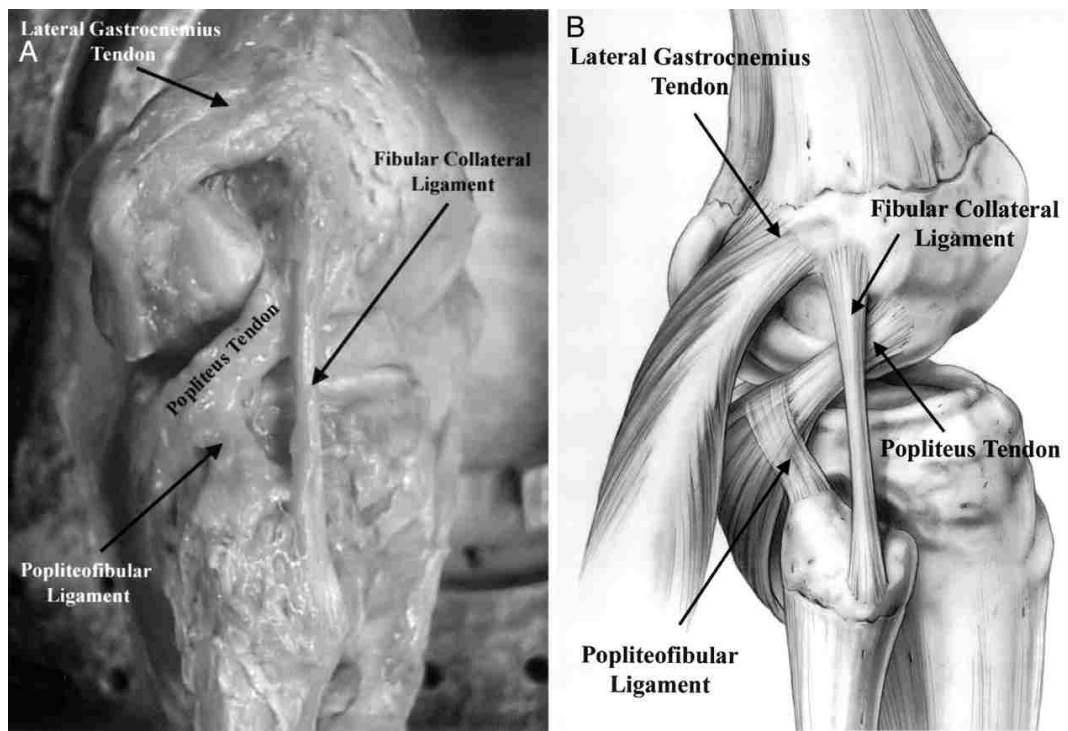 A
Lateral Gastrocnemius
Tendon
Fibular Collateral
Ligament
Popliteus Tendon
Popliteofibular
Ligament
B
Lateral Gastrocnemius
Tendon
Fibular Collateral
Ligament
Popliteus Tendon
Popliteofibular
Ligament